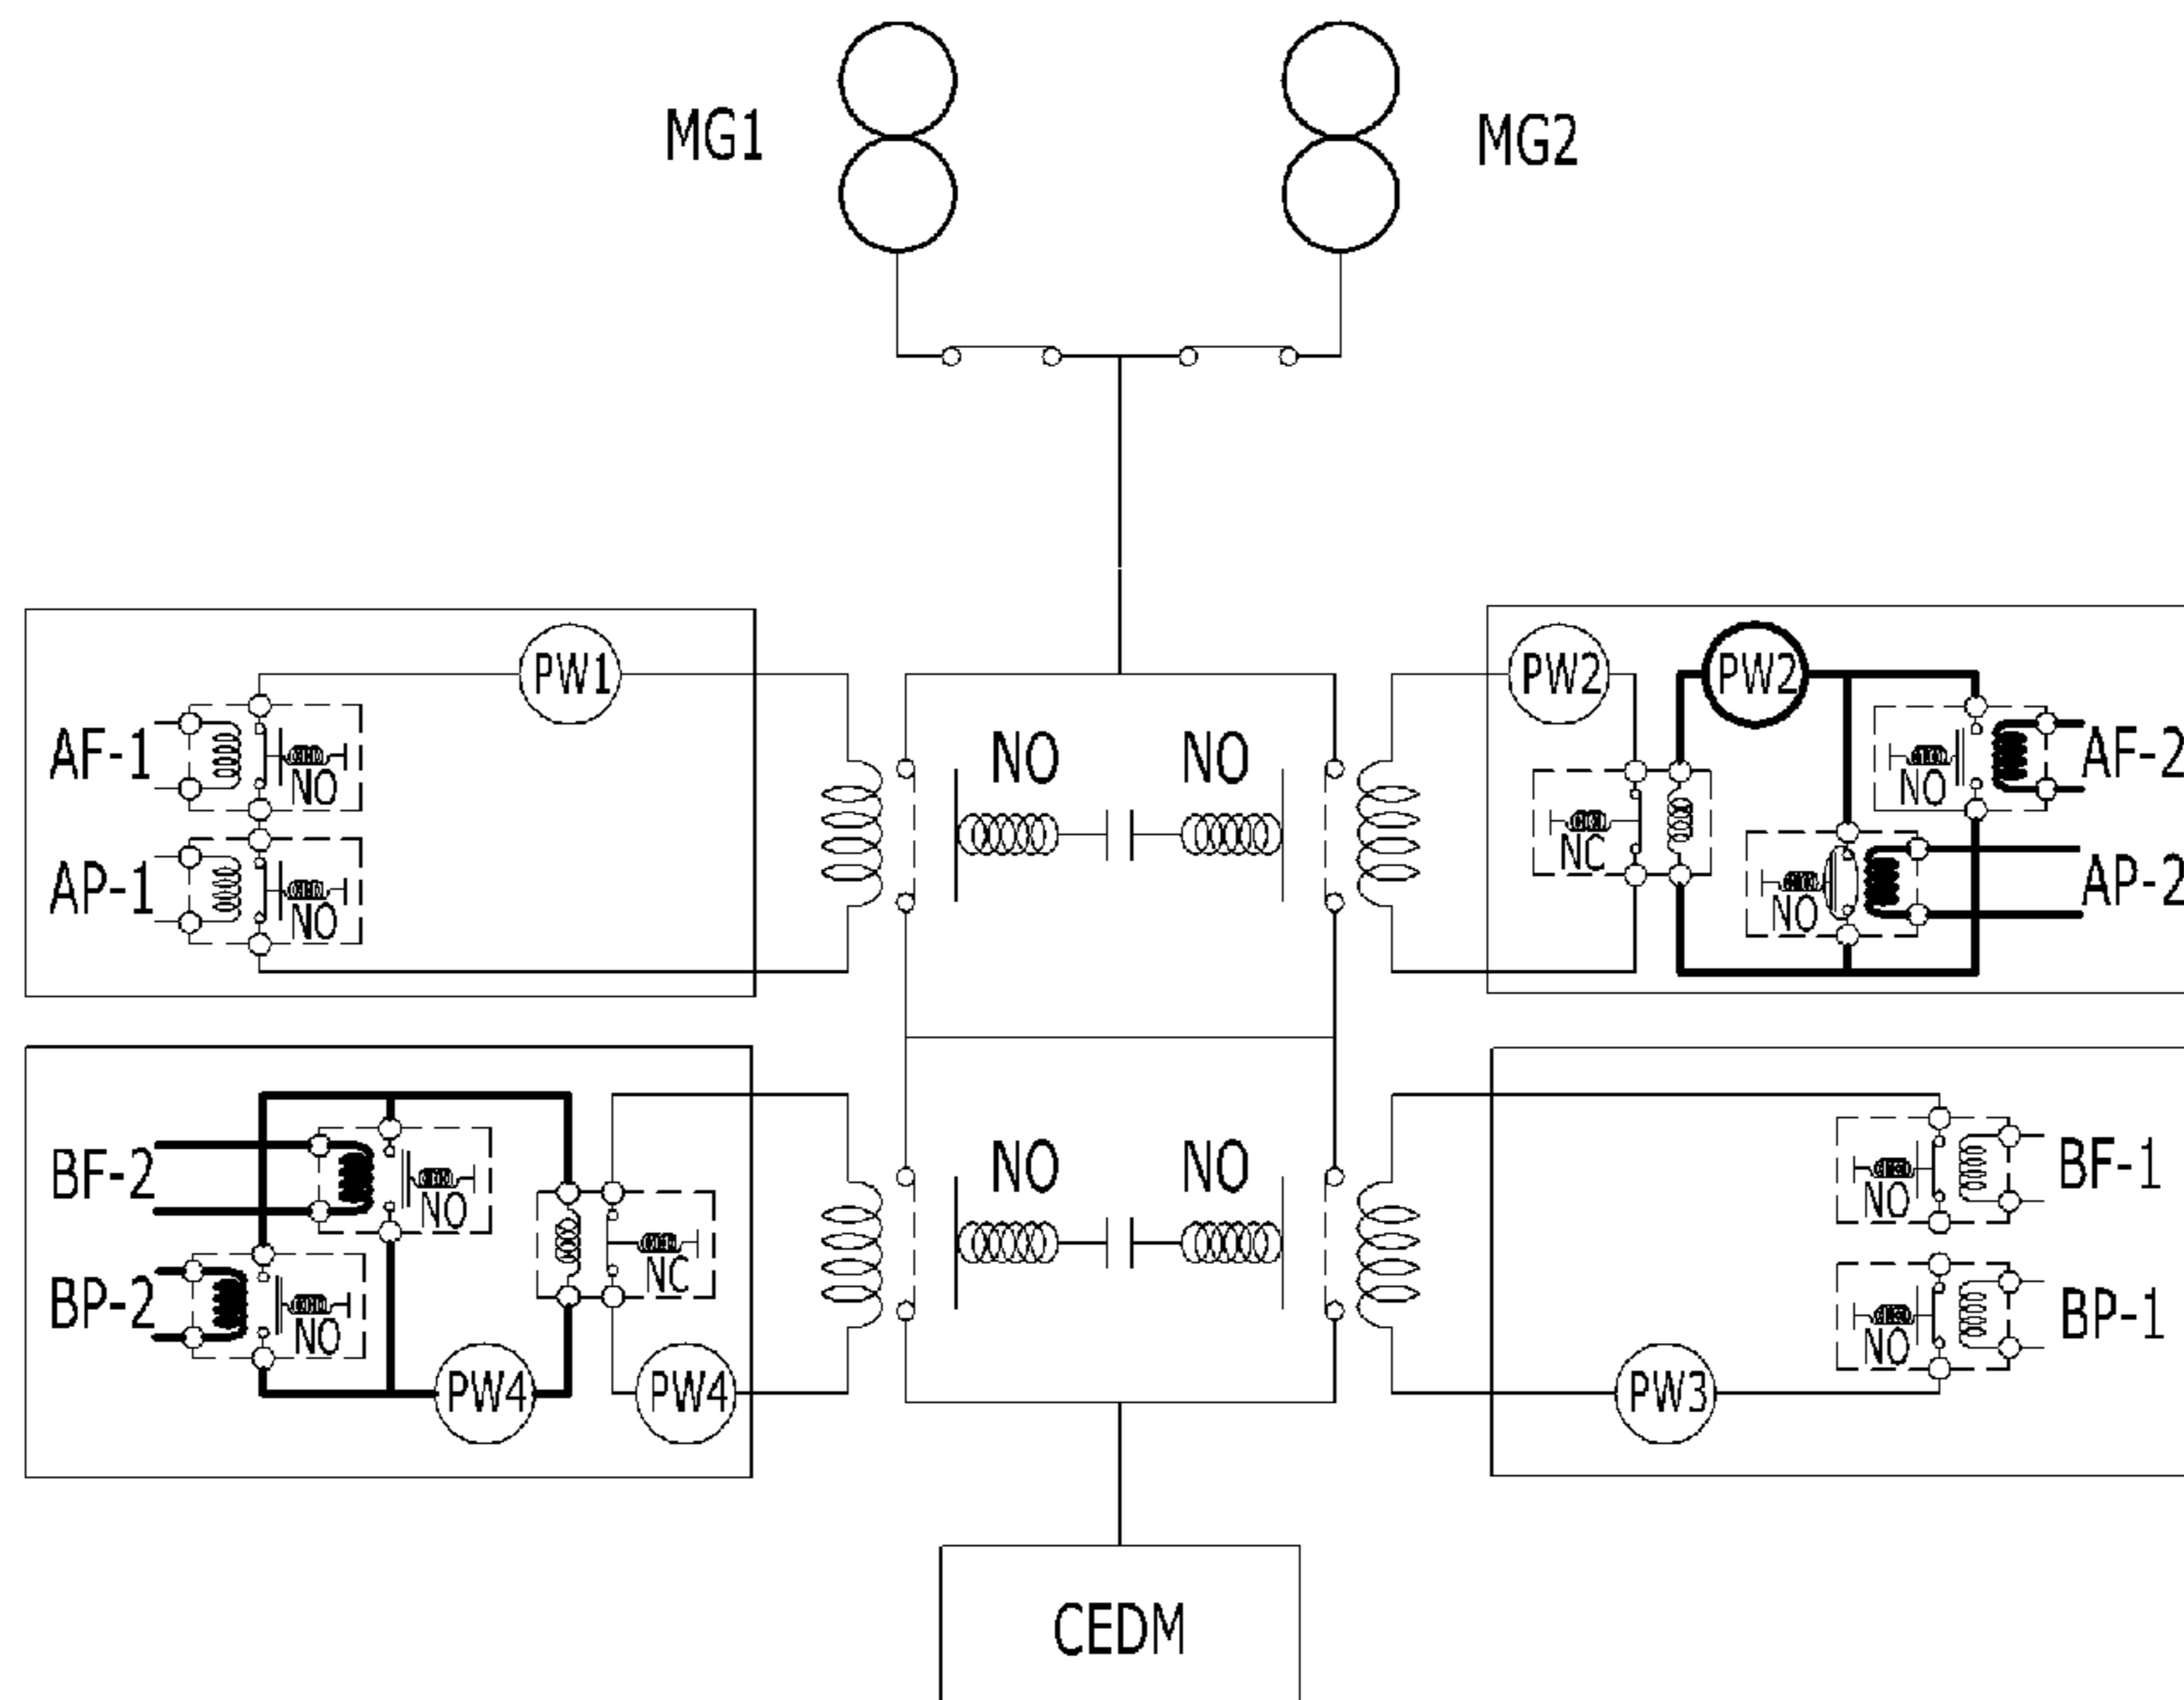 MG1
MG2
PW1
PW2
PW2
AF-1
NO
NO
NO
NO
AF-2
AP-1
NO
NC
NO
AP-2
BF-2
NO
NO
NO
NO
BF-1
BP-2
NO
NC
NO
BP-1
PW4
PW4
PW3
CEDM